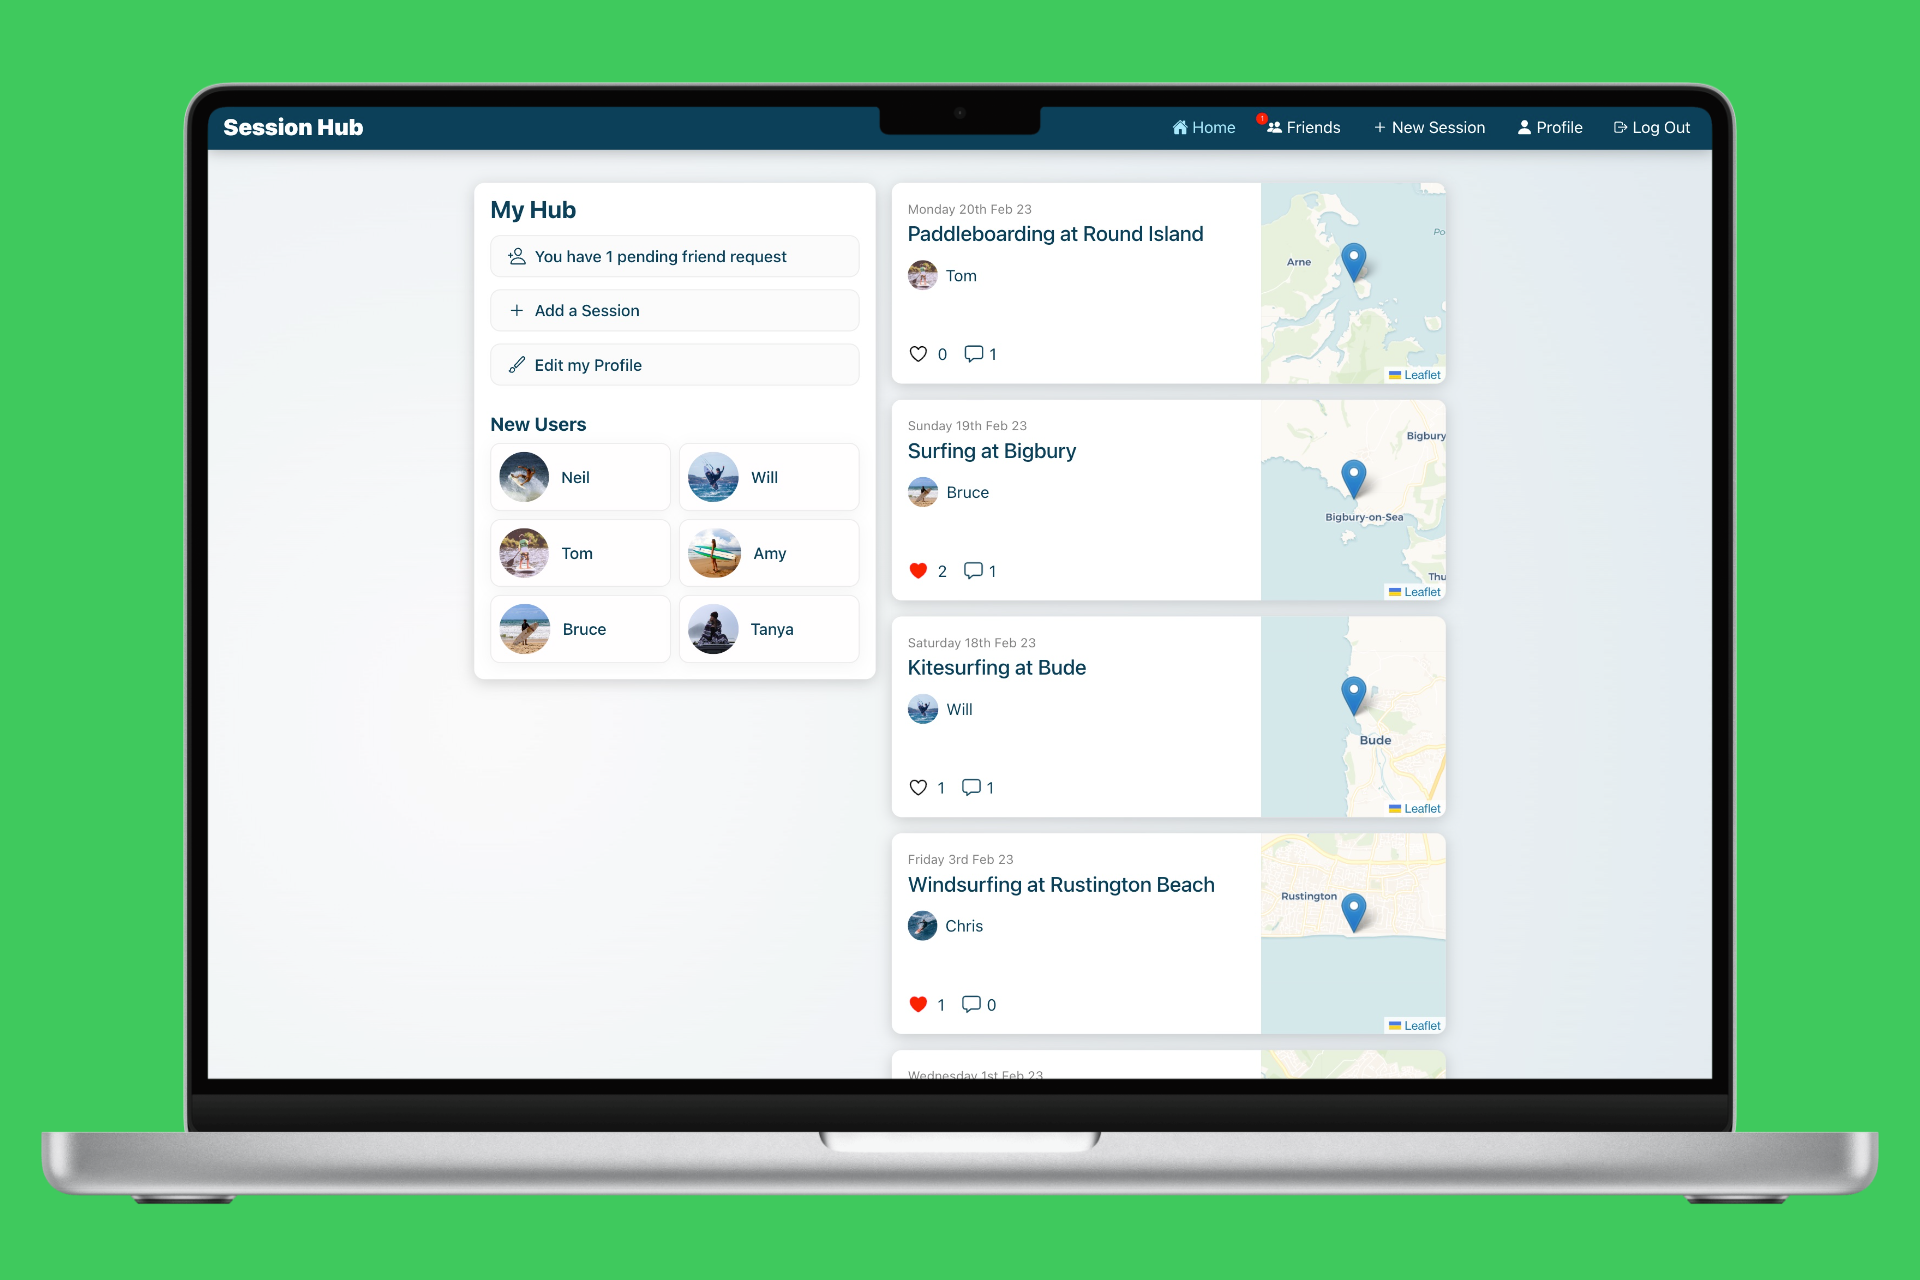 Session Hub
Home
1
Friends
+ New Session
Profile
Log Out
My Hub
You have 1 pending friend request
+ Add a Session
Edit my Profile
New Users
Neil
Will
Tom
Amy
Bruce
Tanya
Monday 20th Feb 23
Paddleboarding at Round Island
Tom
0
1
Arne
Po
Leaflet
Sunday 19th Feb 23
Surfing at Bigbury
Bruce
2
1
Bigbury
Bigbury-on-Sea
Thu
Leaflet
Saturday 18th Feb 23
Kitesurfing at Bude
Will
1
1
Bude
Leaflet
Friday 3rd Feb 23
Windsurfing at Rustington Beach
Chris
1
0
Rustington
Leaflet
Wednesday 1st Feb 23